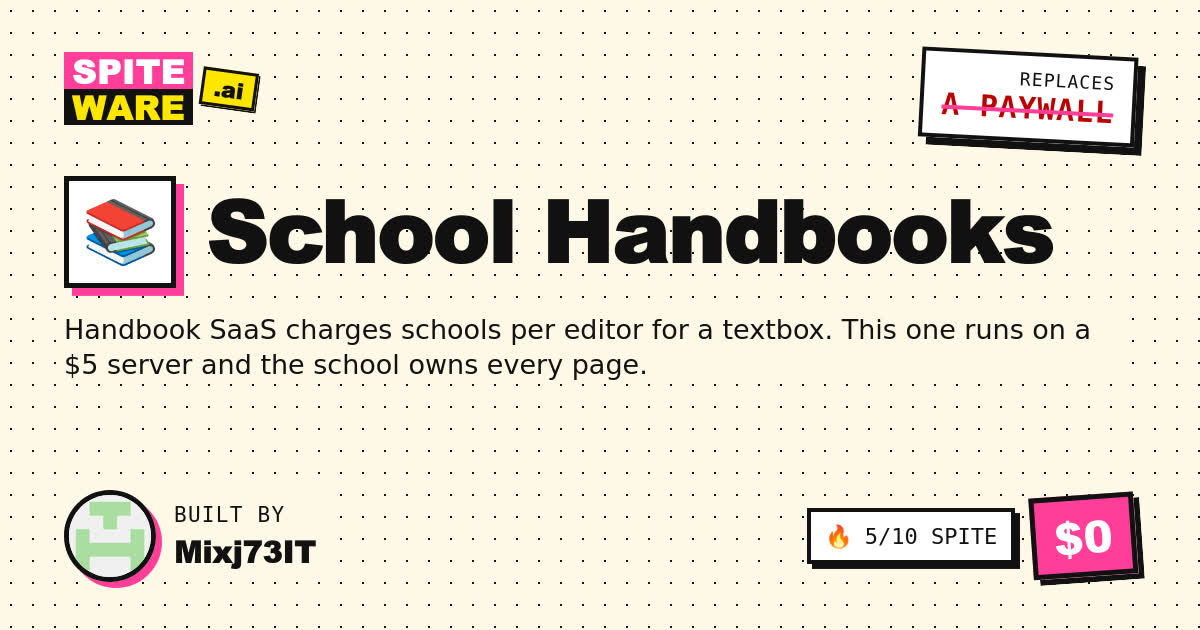 SPITE
WARE
.ai
REPLACES
A PAYWALL
School Handbooks
Handbook SaaS charges schools per editor for a textbox. This one runs on a
$5 server and the school owns every page.
BUILT BY
Mixj73IT
🔥 5/10 SPITE
$0